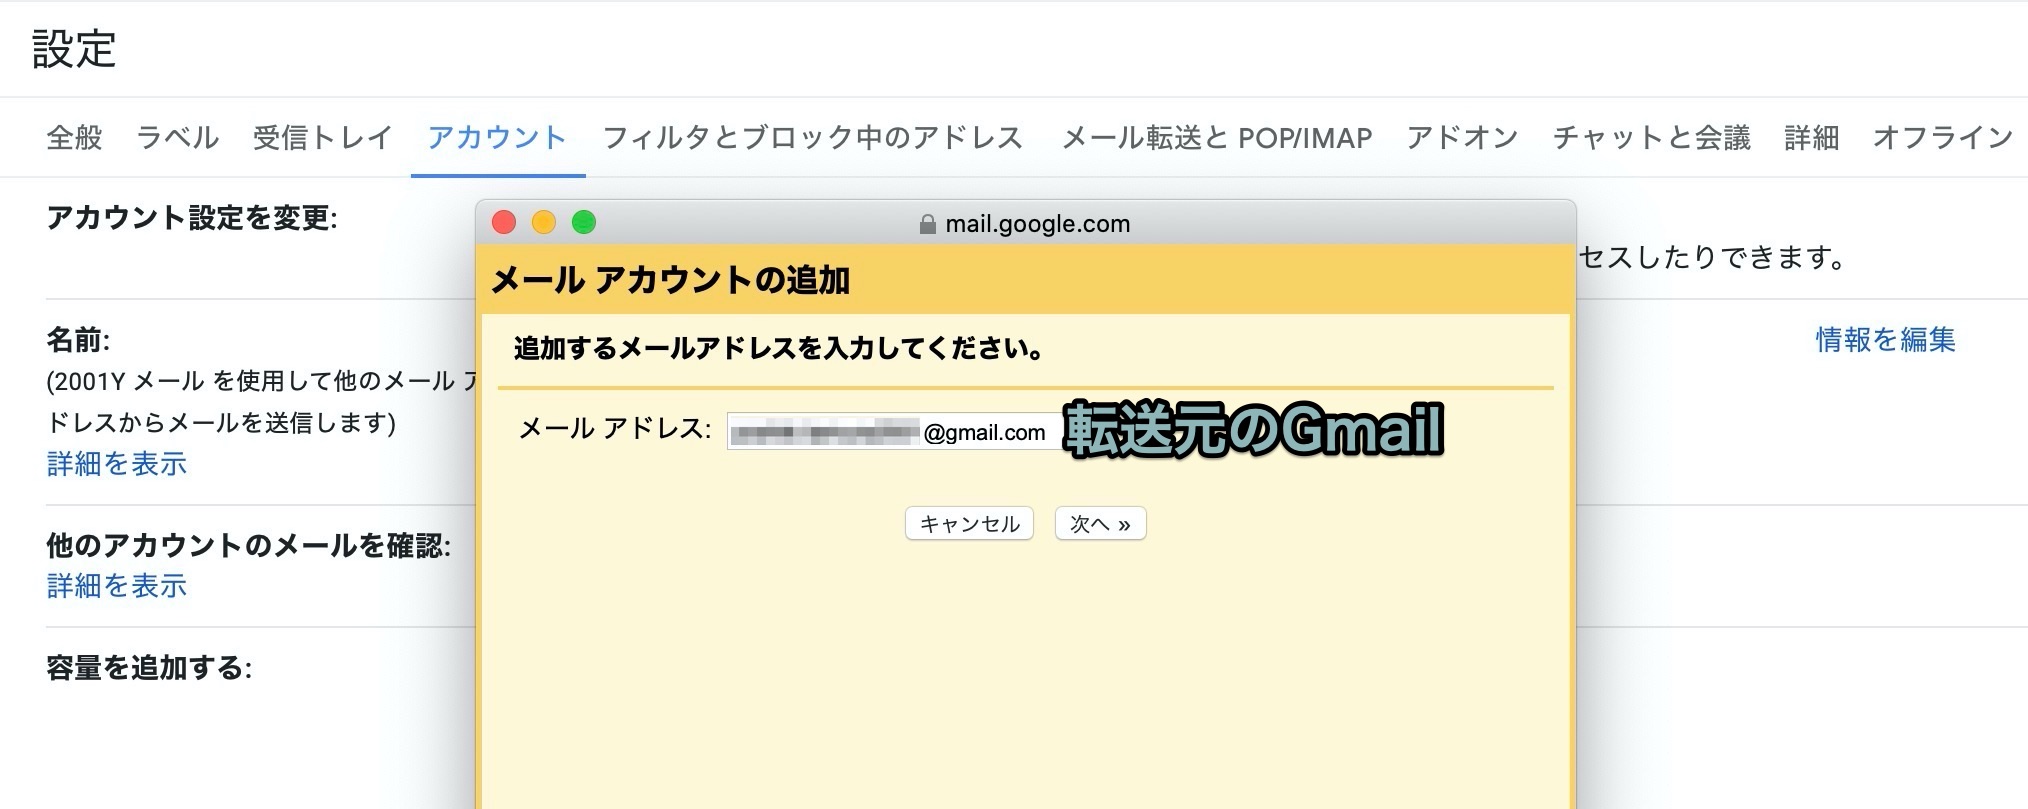 設定
全般 ラベル 受信トレイ アカウント フィルタとブロック中のアドレス メール転送と POP/IMAP アドオン チャットと会議 詳細 オフライン
アカウント設定を変更:
セスしたりできます。
名前:
(2001Y メール を使用して他のメール ア
ドレスからメールを送信します)
詳細を表示
情報を編集
他のアカウントのメールを確認:
詳細を表示
容量を追加する:
mail.google.com
メール アカウントの追加
追加するメールアドレスを入力してください。
メール アドレス: @gmail.com 転送元のGmail
キャンセル 次へ »